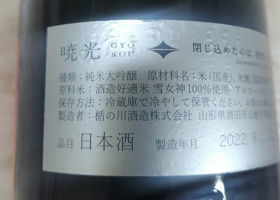 暁光 GYOKOU 閉じ込めたのは、
種類:純米大吟醸 原材料名:米(国産)、米麹
原料米:酒造好適米 雪女神100%使用 アルコール
保存方法:冷蔵庫で冷やして保管ください。
製造者:楯の川酒造株式会社 山形県酒田市山楯
品目 日本酒 製造年月 2022.9